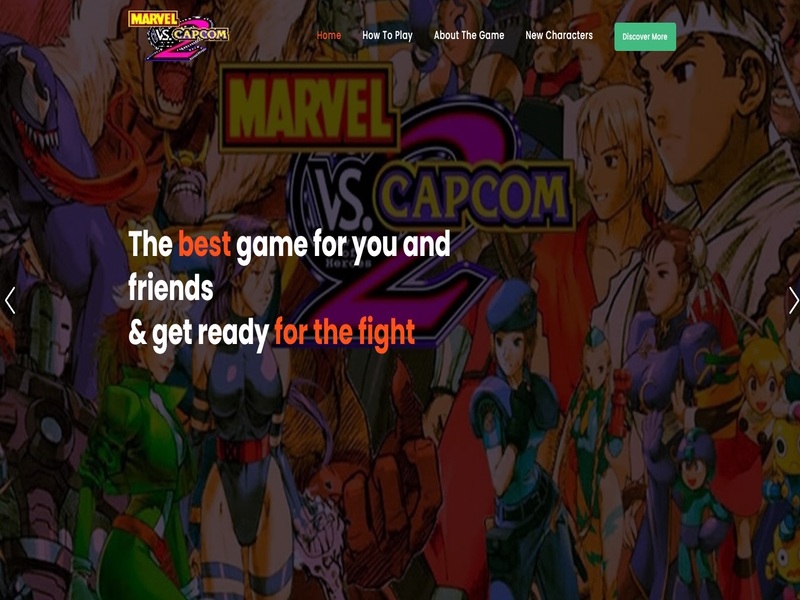 MARVEL
VS. CAPCOM
2
Home
How To Play
About The Game
New Characters
Discover More
MARVEL
VS. CAPCOM
2
Heroes
The best game for you and
friends
& get ready for the fight